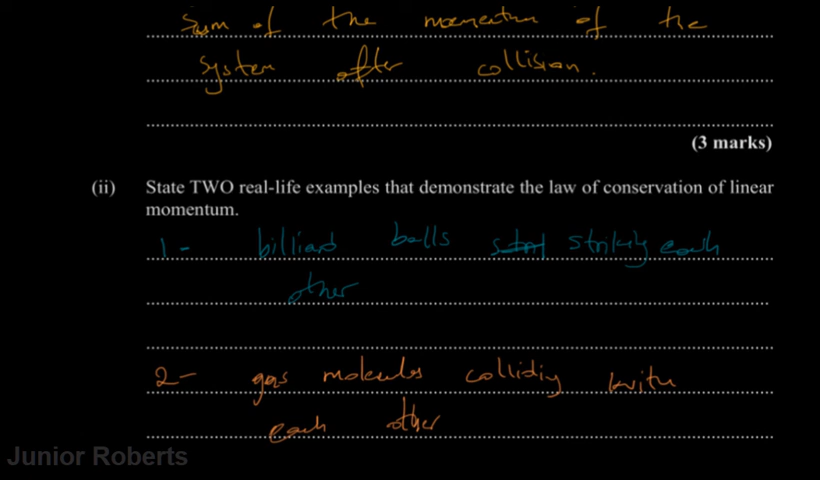 Sum of the momentum of the
system after collision.
(3 marks)
(ii) State TWO real-life examples that demonstrate the law of conservation of linear
momentum.
1- billiard balls striking each
other
2- gas molecules colliding with
each other
Junior Roberts